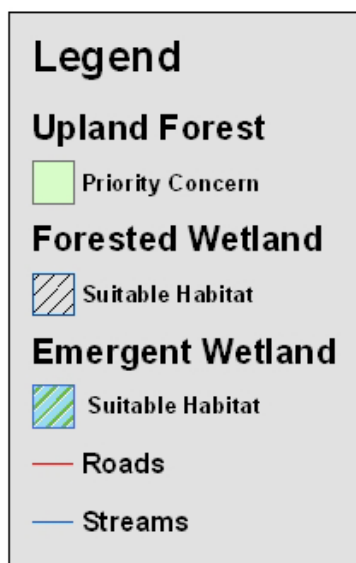 Legend
Upland Forest
Priority Concern
Forested Wetland
Suitable Habitat
Emergent Wetland
Suitable Habitat
Roads
Streams